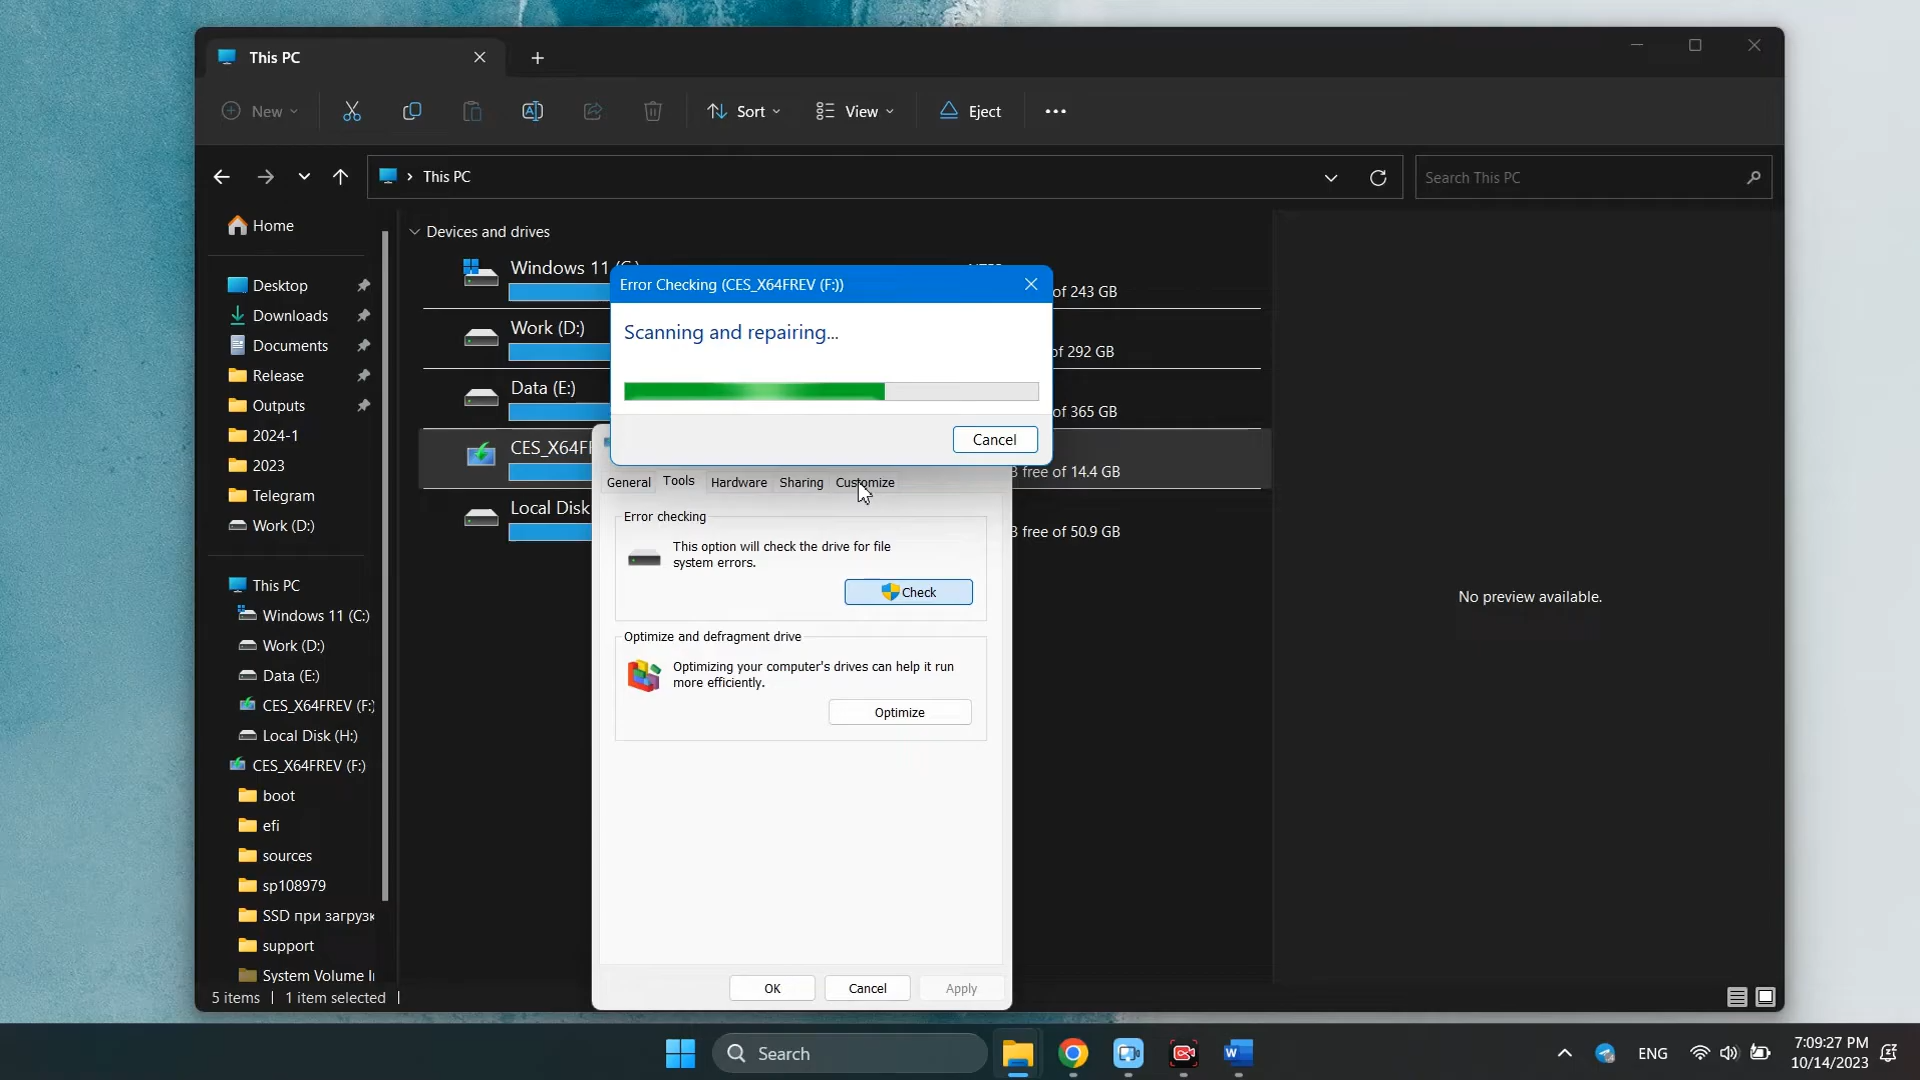 This PC
New
Sort
View
Eject
This PC
Search This PC
Home
Desktop
Downloads
Documents
Release
Outputs
2024-1
2023
Telegram
Work (D:)
This PC
Windows 11 (C:)
Work (D:)
Data (E:)
CES_X64FREV (F:)
Local Disk (H:)
CES_X64FREV (F:)
boot
efi
sources
sp108979
SSD при загрузк
support
System Volume
5 items
1 item selected
Devices and drives
Windows 11
of 243 GB
Work (D:)
of 292 GB
Data (E:)
of 365 GB
CES_X64F
free of 14.4 GB
Local Disk
free of 50.9 GB
No preview available.
Error Checking (CES_X64FREV (F:))
Scanning and repairing...
Cancel
General
Tools
Hardware
Sharing
Customize
Error checking
This option will check the drive for file
system errors.
Check
Optimize and defragment drive
Optimizing your computer's drives can help it run
more efficiently.
Optimize
OK
Cancel
Apply
Search
ENG
7:09:27 PM
10/14/2023